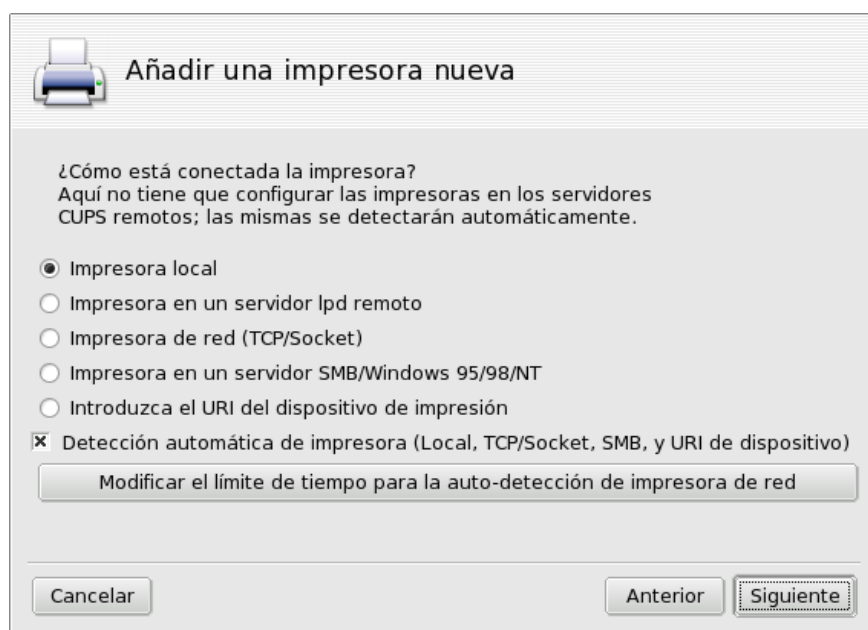 Añadir una impresora nueva
¿Cómo está conectada la impresora?
Aquí no tiene que configurar las impresoras en los servidores
CUPS remotos; las mismas se detectarán automáticamente.
Impresora local
Impresora en un servidor lpd remoto
Impresora de red (TCP/Socket)
Impresora en un servidor SMB/Windows 95/98/NT
Introduzca el URI del dispositivo de impresión
Detección automática de impresora (Local, TCP/Socket, SMB, y URI de dispositivo)
Modificar el límite de tiempo para la auto-detección de impresora de red
Cancelar
Anterior
Siguiente